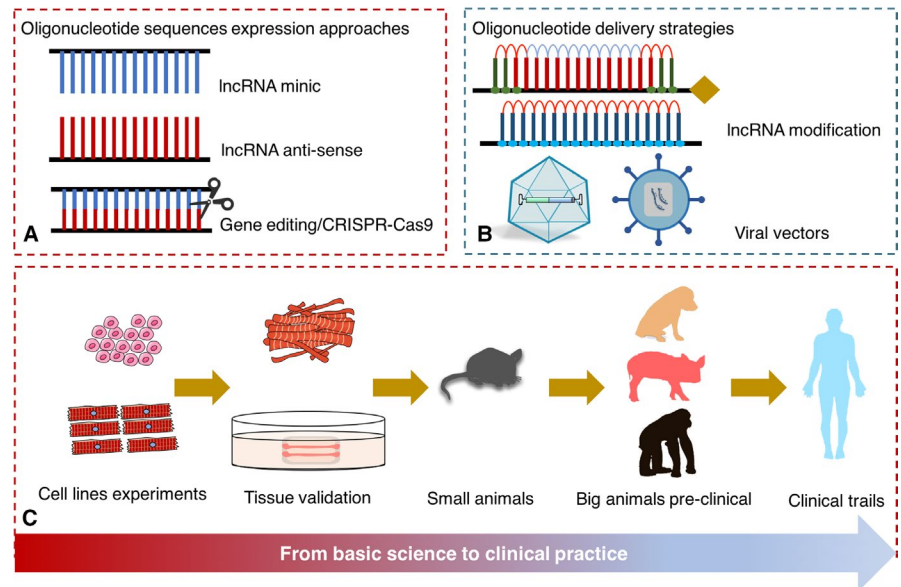 Oligonucleotide sequences expression approaches
lncRNA minic
lncRNA anti-sense
Gene editing/CRISPR-Cas9
A
Oligonucleotide delivery strategies
lncRNA modification
Viral vectors
B
Cell lines experiments
Tissue validation
Small animals
Big animals pre-clinical
Clinical trails
C
From basic science to clinical practice